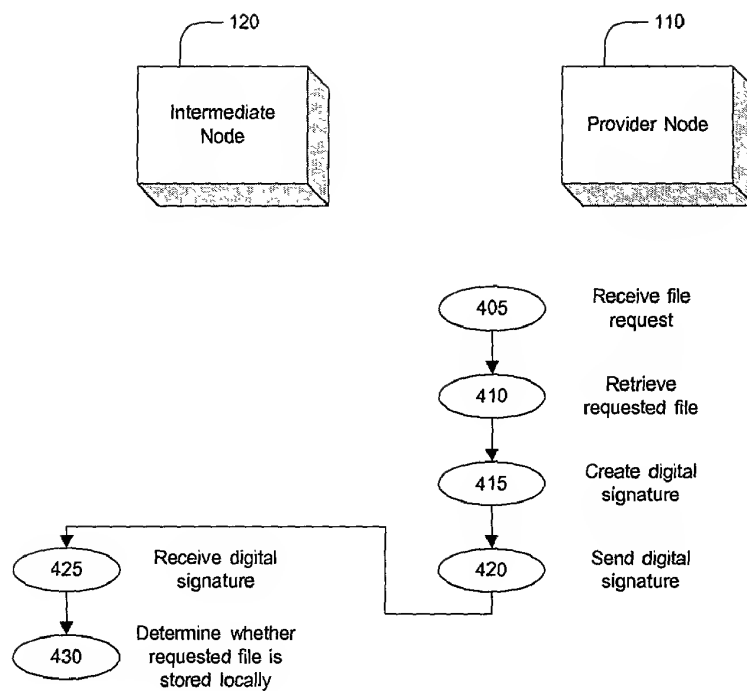 120
110
Intermediate
Node
Provider Node
405
Receive file
request
410
Retrieve
requested file
415
Create digital
signature
425
Receive digital
signature
420
Send digital
signature
430
Determine whether
requested file is
stored locally